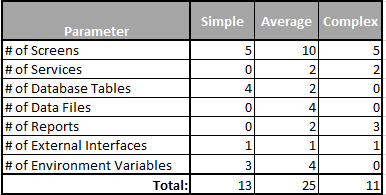 Parameter Simple Average Complex
# of Screens 5 10 5
# of Services 0 2 2
# of Database Tables 4 2 0
# of Data Files 0 4 0
# of Reports 0 2 3
# of External Interfaces 1 1 1
# of Environment Variables 3 4 0
Total: 13 25 11